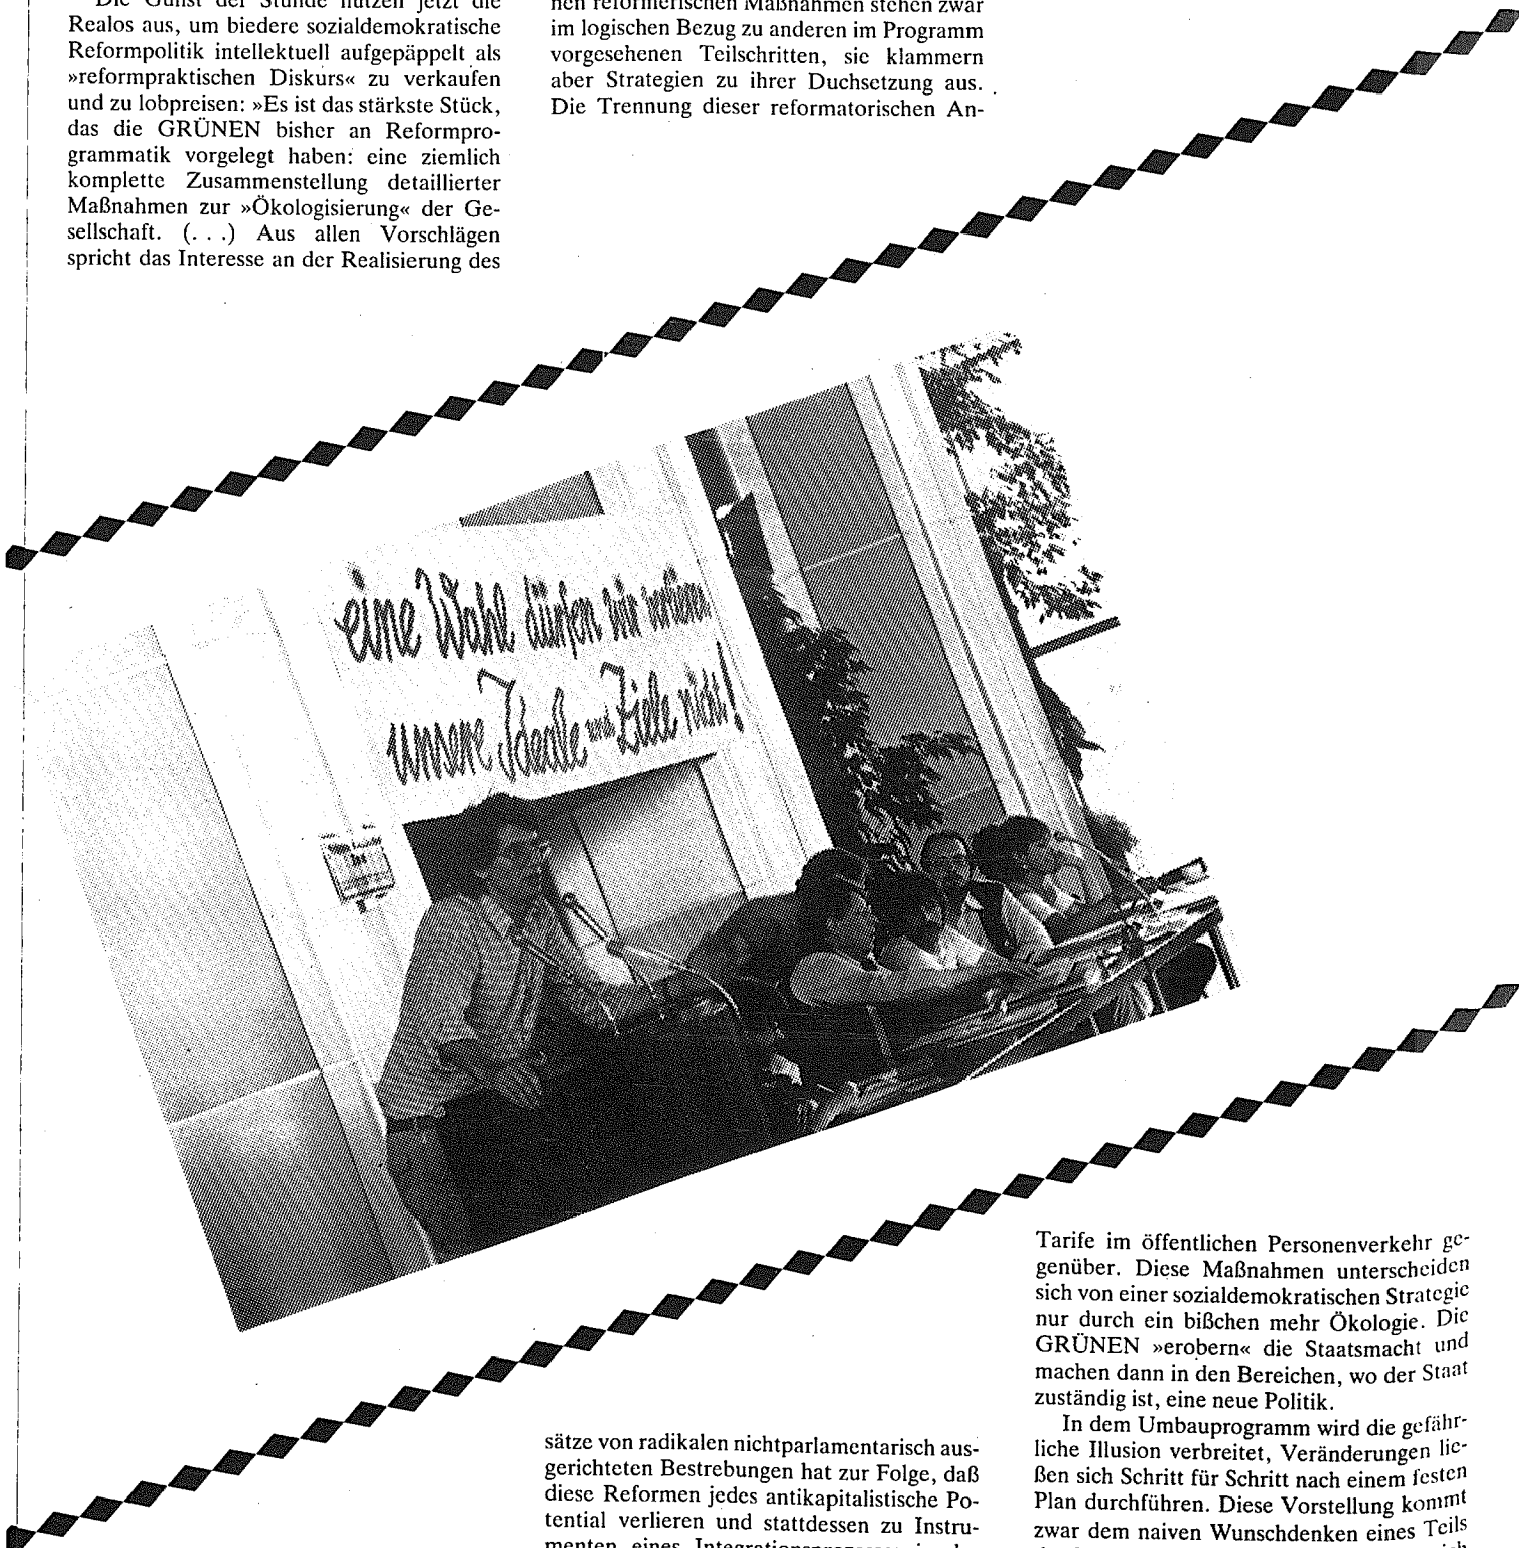 Die Gunst der Stunde nutzen jetzt die
Realos aus, um biedere sozialdemokratische
Reformpolitik intellektuell aufgepäppelt als
»reformpraktischen Diskurs« zu verkaufen
und zu lobpreisen: »Es ist das stärkste Stück,
das die GRÜNEN bisher an Reformpro-
grammatik vorgelegt haben: eine ziemlich
komplette Zusammenstellung detaillierter
Maßnahmen zur »Ökologisierung« der Ge-
sellschaft. (. . .) Aus allen Vorschlägen
spricht das Interesse an der Realisierung des
nen reformerischen Maßnahmen stehen zwar
im logischen Bezug zu anderen im Programm
vorgesehenen Teilschritten, sie klammern
aber Strategien zu ihrer Duchsetzung aus.
Die Trennung dieser reformatorischen An-
eine Wahl dürfen wir verlieren
unsere Ideale und Ziele nicht!
sätze von radikalen nichtparlamentarisch aus-
gerichteten Bestrebungen hat zur Folge, daß
diese Reformen jedes antikapitalistische Po-
tential verlieren und stattdessen zu Instru-
menten eines Integrationsprozesses
Tarife im öffentlichen Personenverkehr ge-
genüber. Diese Maßnahmen unterscheiden
sich von einer sozialdemokratischen Strategie
nur durch ein bißchen mehr Ökologie. Die
GRÜNEN »erobern« die Staatsmacht und
machen dann in den Bereichen, wo der Staat
zuständig ist, eine neue Politik.
In dem Umbauprogramm wird die gefähr-
liche Illusion verbreitet, Veränderungen lie-
ßen sich Schritt für Schritt nach einem festen
Plan durchführen. Diese Vorstellung kommt
zwar dem naiven Wunschdenken eines Teils